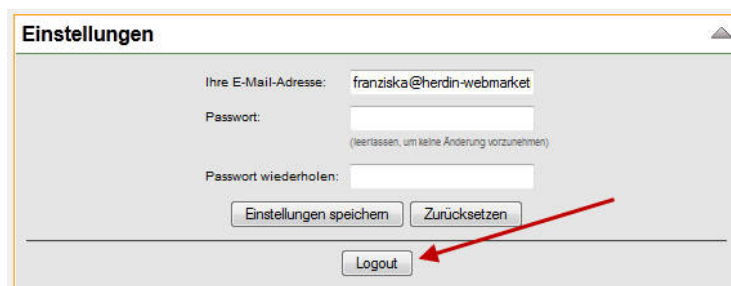 Einstellungen
Ihre E-Mail-Adresse: franziska@herdin-webmarket
Passwort:
(leerlassen, um keine Änderung vorzunehmen)
Passwort wiederholen:
Einstellungen speichern Zurücksetzen
Logout